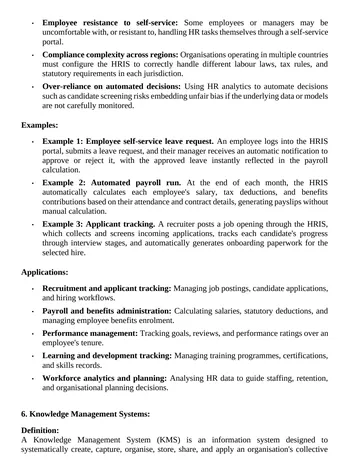 • Employee resistance to self-service: Some employees or managers may be
uncomfortable with, or resistant to, handling HR tasks themselves through a self-service
portal.
• Compliance complexity across regions: Organisations operating in multiple countries
must configure the HRIS to correctly handle different labour laws, tax rules, and
statutory requirements in each jurisdiction.
• Over-reliance on automated decisions: Using HR analytics to automate decisions
such as candidate screening risks embedding unfair bias if the underlying data or models
are not carefully monitored.
Examples:
• Example 1: Employee self-service leave request. An employee logs into the HRIS
portal, submits a leave request, and their manager receives an automatic notification to
approve or reject it, with the approved leave instantly reflected in the payroll
calculation.
• Example 2: Automated payroll run. At the end of each month, the HRIS
automatically calculates each employee's salary, tax deductions, and benefits
contributions based on their attendance and contract details, generating payslips without
manual calculation.
• Example 3: Applicant tracking. A recruiter posts a job opening through the HRIS,
which collects and screens incoming applications, tracks each candidate's progress
through interview stages, and automatically generates onboarding paperwork for the
selected hire.
Applications:
• Recruitment and applicant tracking: Managing job postings, candidate applications,
and hiring workflows.
• Payroll and benefits administration: Calculating salaries, statutory deductions, and
managing employee benefits enrolment.
• Performance management: Tracking goals, reviews, and performance ratings over an
employee's tenure.
• Learning and development tracking: Managing training programmes, certifications,
and skills records.
• Workforce analytics and planning: Analysing HR data to guide staffing, retention,
and organisational planning decisions.
6. Knowledge Management Systems:
Definition:
A Knowledge Management System (KMS) is an information system designed to
systematically create, capture, organise, store, share, and apply an organisation's collective